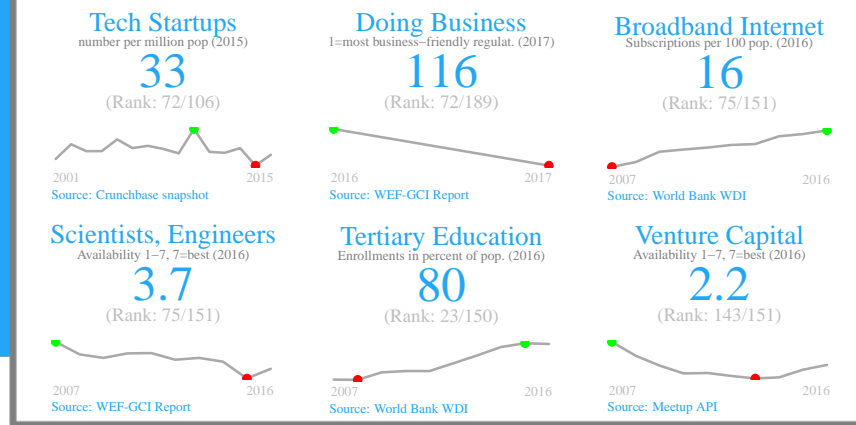 Tech Startups
number per million pop (2015)
33
(Rank: 72/106)
2001 2015
Source: Crunchbase snapshot
Doing Business
1=most business−friendly regulat. (2017)
116
(Rank: 72/189)
2016 2017
Source: WEF-GCI Report
Broadband Internet
Subscriptions per 100 pop. (2016)
16
(Rank: 75/151)
2007 2016
Source: World Bank WDI
Scientists, Engineers
Availability 1−7, 7=best (2016)
3.7
(Rank: 75/151)
2007 2016
Source: WEF-GCI Report
Tertiary Education
Enrollments in percent of pop. (2016)
80
(Rank: 23/150)
2007 2016
Source: World Bank WDI
Venture Capital
Availability 1−7, 7=best (2016)
2.2
(Rank: 143/151)
2007 2016
Source: Meetup API